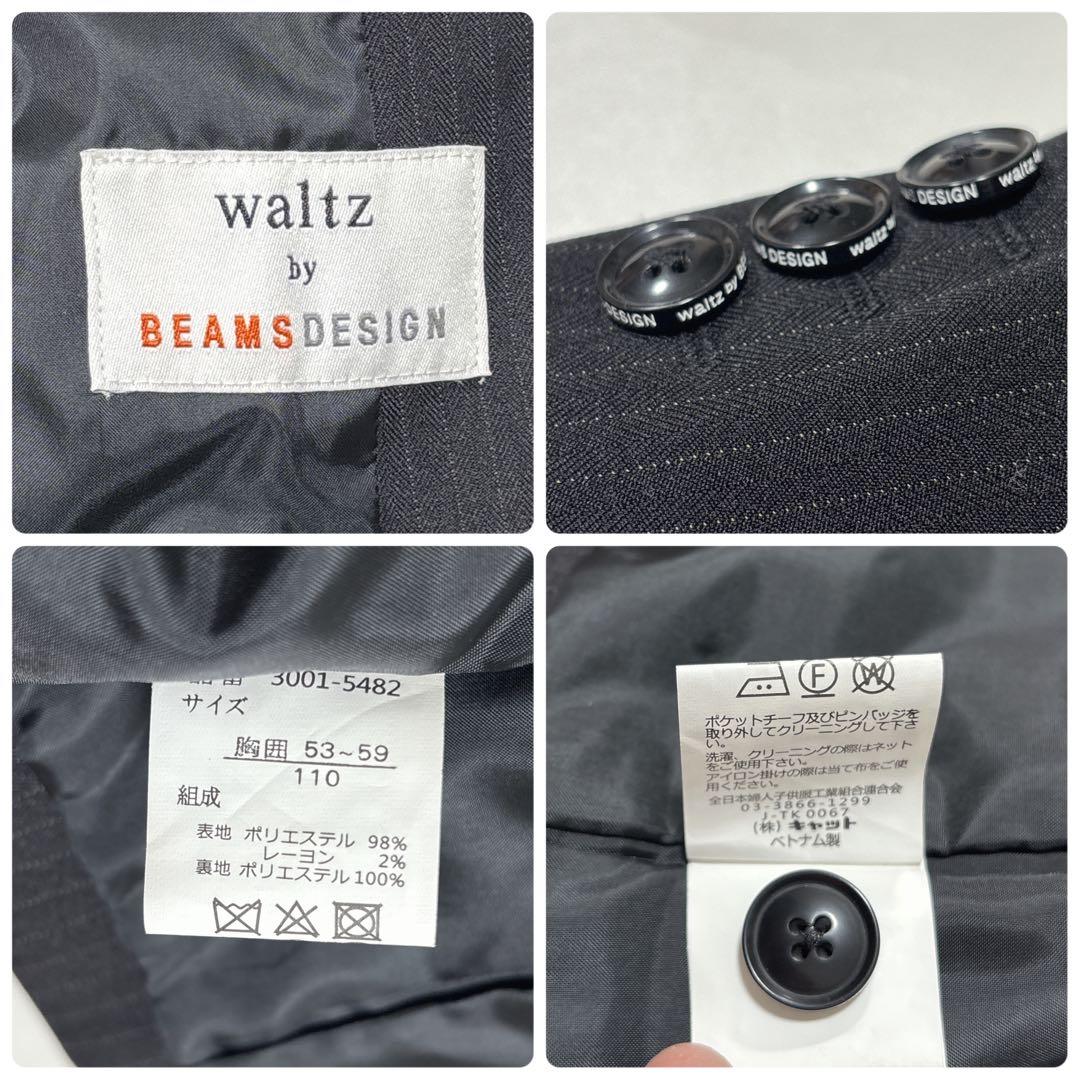 waltz
by
BEAMSDESIGN
DESIGN waltz by BE
MS DESIGN waltz
DESIGN waltz
品番 3001-5482
サイズ
胸囲 53~59
110
組成
表地 ポリエステル 98%
レーヨン 2%
裏地 ポリエステル 100%
F W
ポケットチーフ及びピンバッジを
取り外してクリーニングして下さ
い。
洗濯、クリーニングの際はネット
をご使用下さい。
アイロン掛けの際は当て布をご使
用ください。
全日本婦人子供服工業組合連合会
03-3866-1299
J-TK0067
(株)キャット
ベトナム製